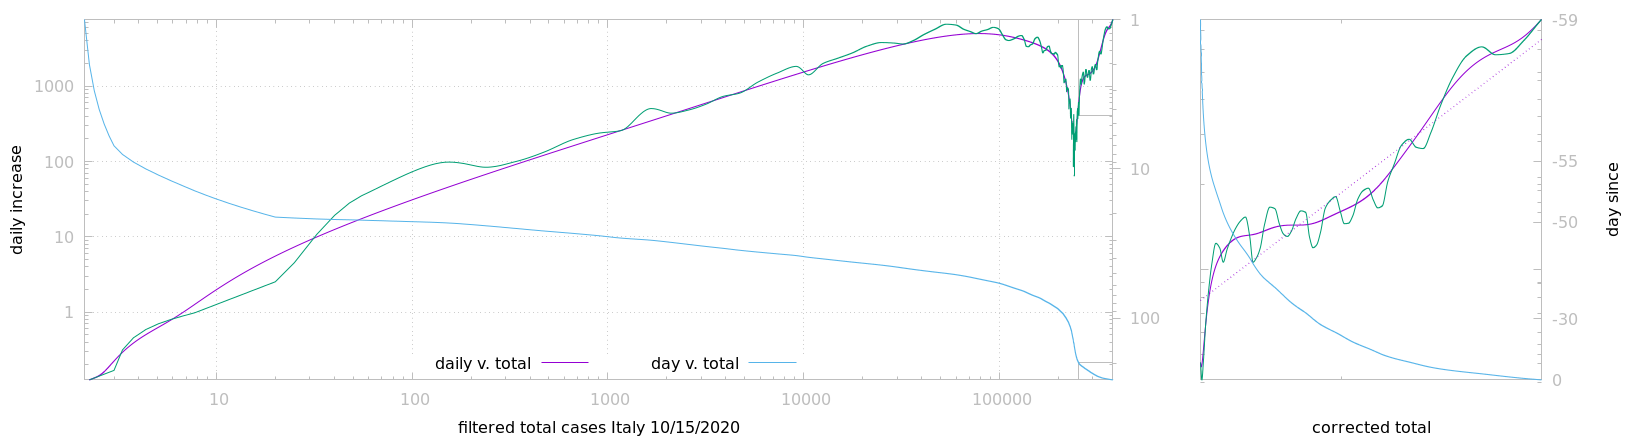 daily increase
1000
100
10
1
10
100
1000
10000
100000
1
10
100
daily v. total
day v. total
filtered total cases Italy 10/15/2020
-59
-55
-50
-30
0
day since
corrected total